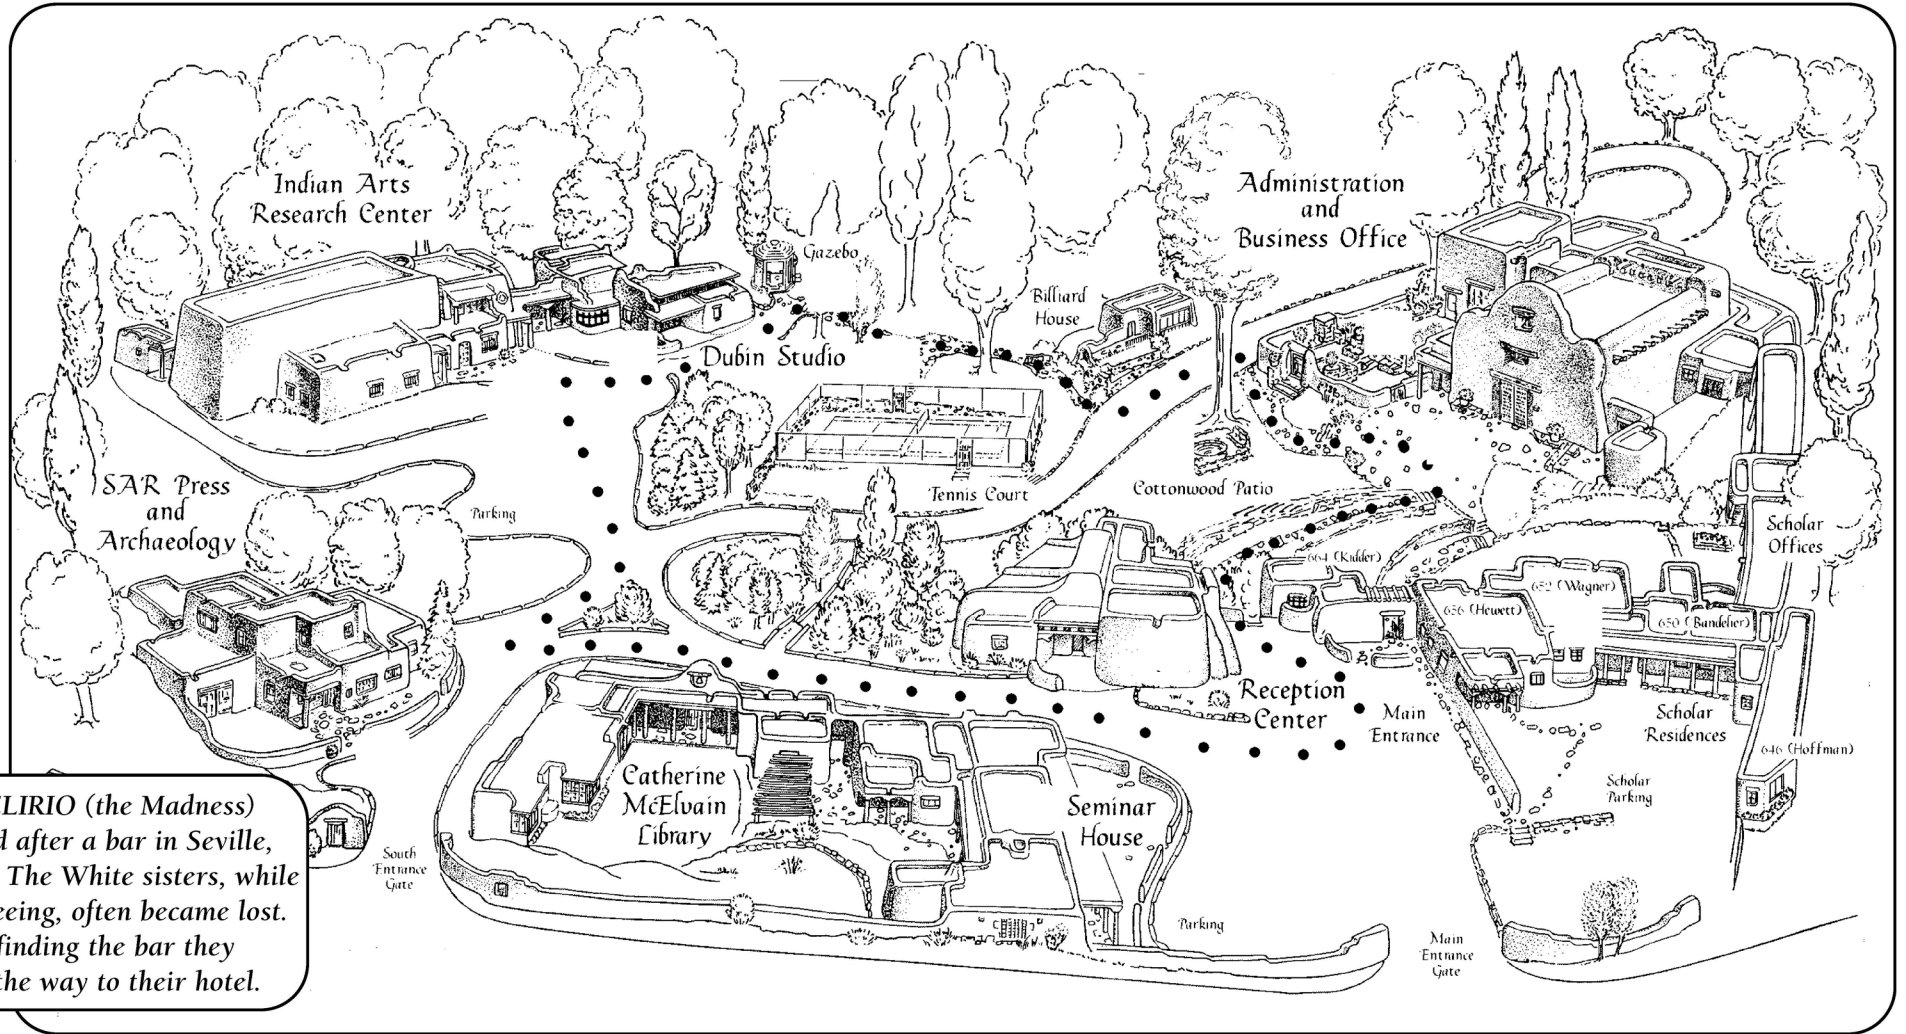 Indian Arts
Research Center
Gazebo
Administration
and
Business Office
Billiard
House
Dubin Studio
Tennis Court
Cottonwood Patio
SAR Press
and
Archaeology
Parking
Scholar
Offices
664 (Kidder)
652 (Wagner)
656 (Hewett)
650 (Bandelier)
Reception
Center
Main
Entrance
Scholar
Residences
646 (Hoffman)
Catherine
McElvain
Library
Seminar
House
Scholar
Parking
South
Entrance
Gate
Parking
Main
Entrance
Gate
LIRIO (the Madness)
after a bar in Seville,
The White sisters, while
eeing, often became lost.
finding the bar they
the way to their hotel.